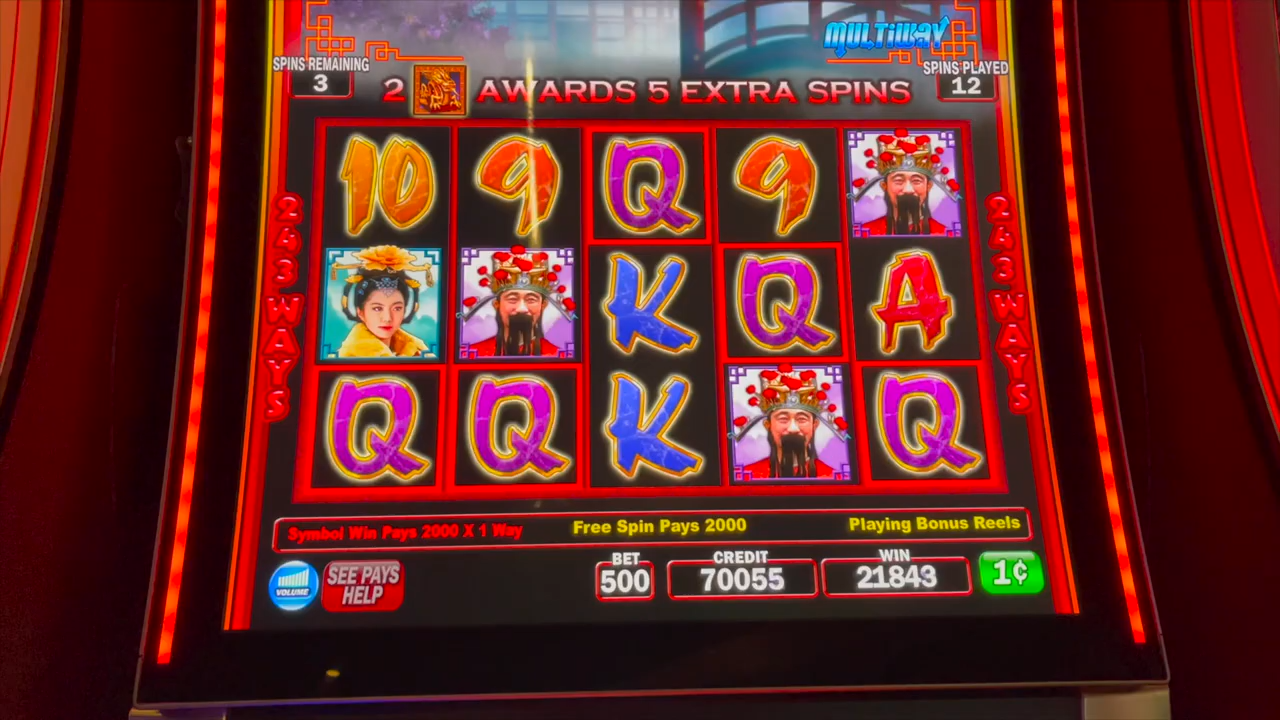 MULTIWAY
SPINS REMAINING
3
2 AWARDS 5 EXTRA SPINS
SPINS PLAYED
12
243 WAYS
10 9 Q 9
K Q A
Q Q K Q
243 WAYS
Symbol Win Pays 2000 X 1 Way
Free Spin Pays 2000
Playing Bonus Reels
VOLUME
SEE PAYS
HELP
BET
500
CREDIT
70055
WIN
21843
1¢